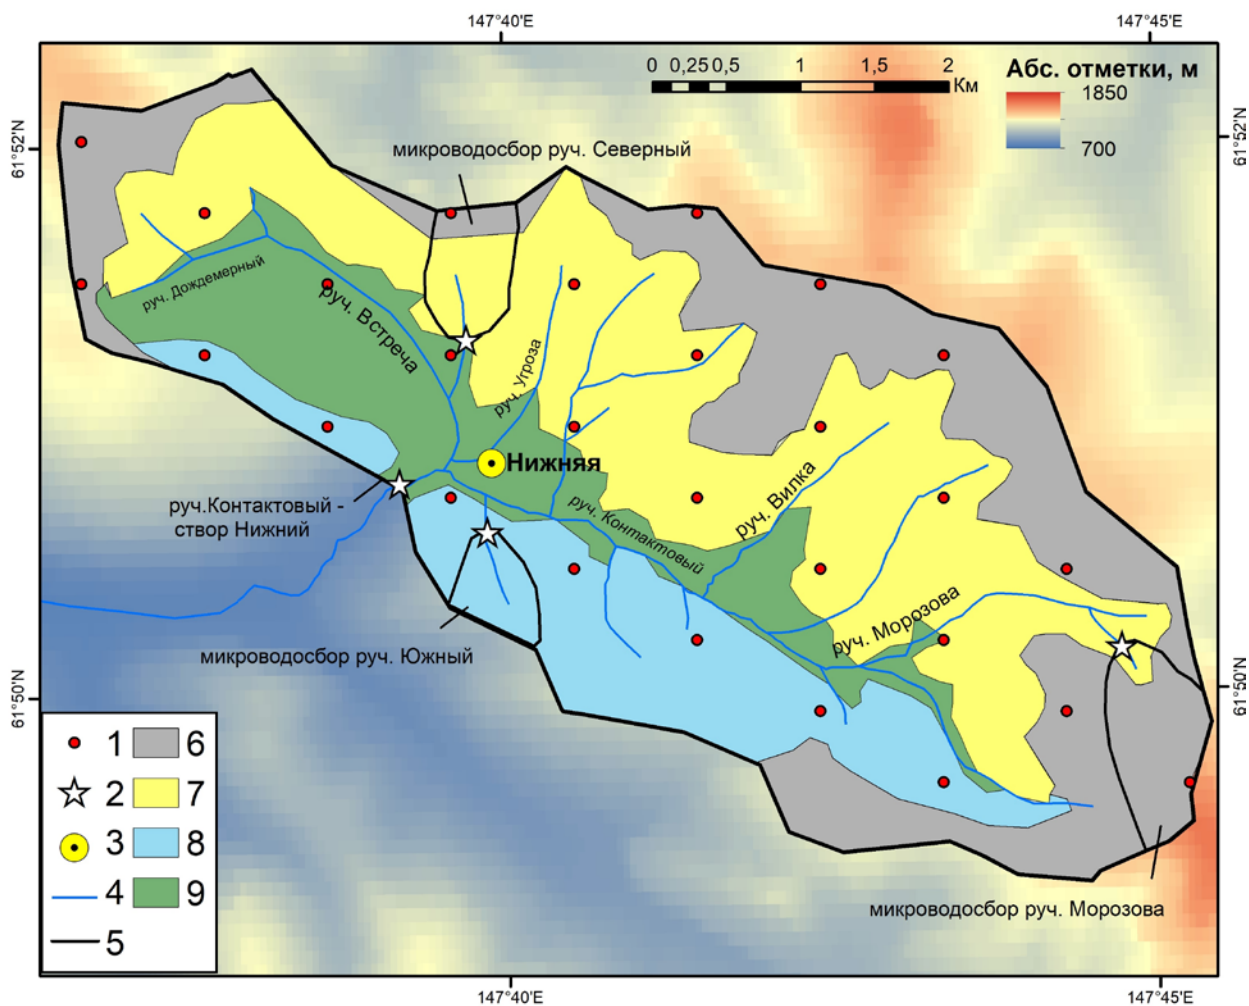 147°40'E
147°45'E
0 0,25 0,5 1 1,5 2
Км
Абс. отметки, м
1850
700
61°52'N
61°52'N
микроводосбор руч. Северный
руч. Дождемерный
руч. Встреча
руч. Угроза
Нижняя
руч.Контактовый -
створ Нижний
руч. Контактовый
руч. Вилка
руч. Морозова
микроводосбор руч. Южный
61°50'N
61°50'N
1 6
2 7
3 8
4 9
5
микроводосбор руч. Морозова
147°40'E
147°45'E